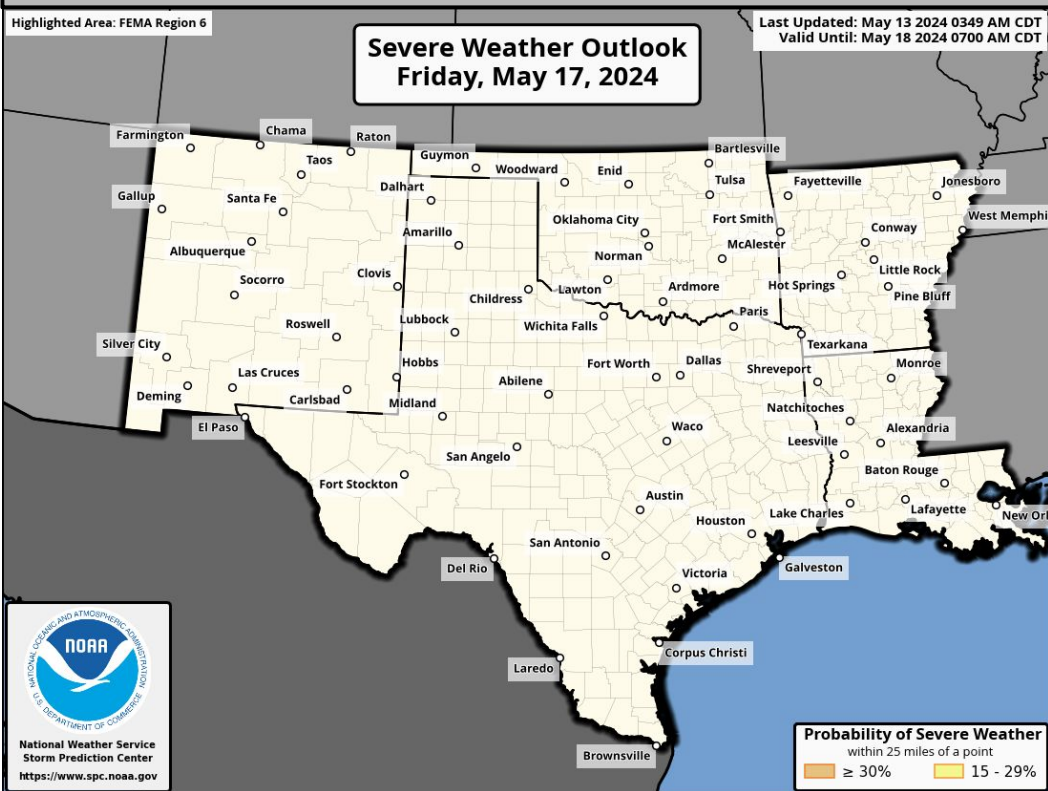 Highlighted Area: FEMA Region 6
Last Updated: May 13 2024 0349 AM CDT
Valid Until: May 18 2024 0700 AM CDT
Severe Weather Outlook
Friday, May 17, 2024
Farmington
Chama
Raton
Taos
Guymon
Woodward
Enid
Bartlesville
Tulsa
Fayetteville
Jonesboro
Gallup
Santa Fe
Dalhart
Oklahoma City
Fort Smith
West Memphi
Albuquerque
Amarillo
Norman
McAlester
Conway
Socorro
Clovis
Childress
Lawton
Ardmore
Hot Springs
Little Rock
Pine Bluff
Roswell
Lubbock
Wichita Falls
Paris
Texarkana
Silver City
Las Cruces
Hobbs
Abilene
Fort Worth
Dallas
Shreveport
Monroe
Deming
Carlsbad
Midland
Natchitoches
El Paso
San Angelo
Waco
Leesville
Alexandria
Fort Stockton
Austin
Baton Rouge
Houston
Lake Charles
Lafayette
New Orl
Del Rio
San Antonio
Victoria
Galveston
Laredo
Corpus Christi
Brownsville
NATIONAL OCEANIC AND ATMOSPHERIC ADMINISTRATION
NOAA
U.S. DEPARTMENT OF COMMERCE
National Weather Service
Storm Prediction Center
https://www.spc.noaa.gov
Probability of Severe Weather
within 25 miles of a point
≥ 30%
15 - 29%